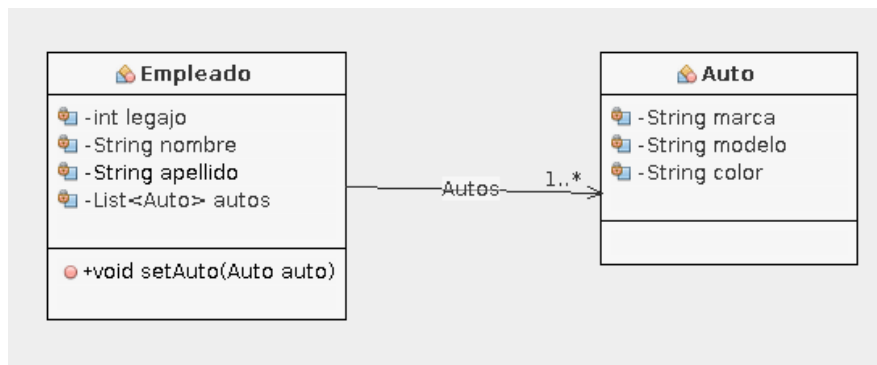 Empleado
-int legajo
-String nombre
-String apellido
-List<Auto> autos
+void setAuto(Auto auto)
Autos
1..*
Auto
-String marca
-String modelo
-String color